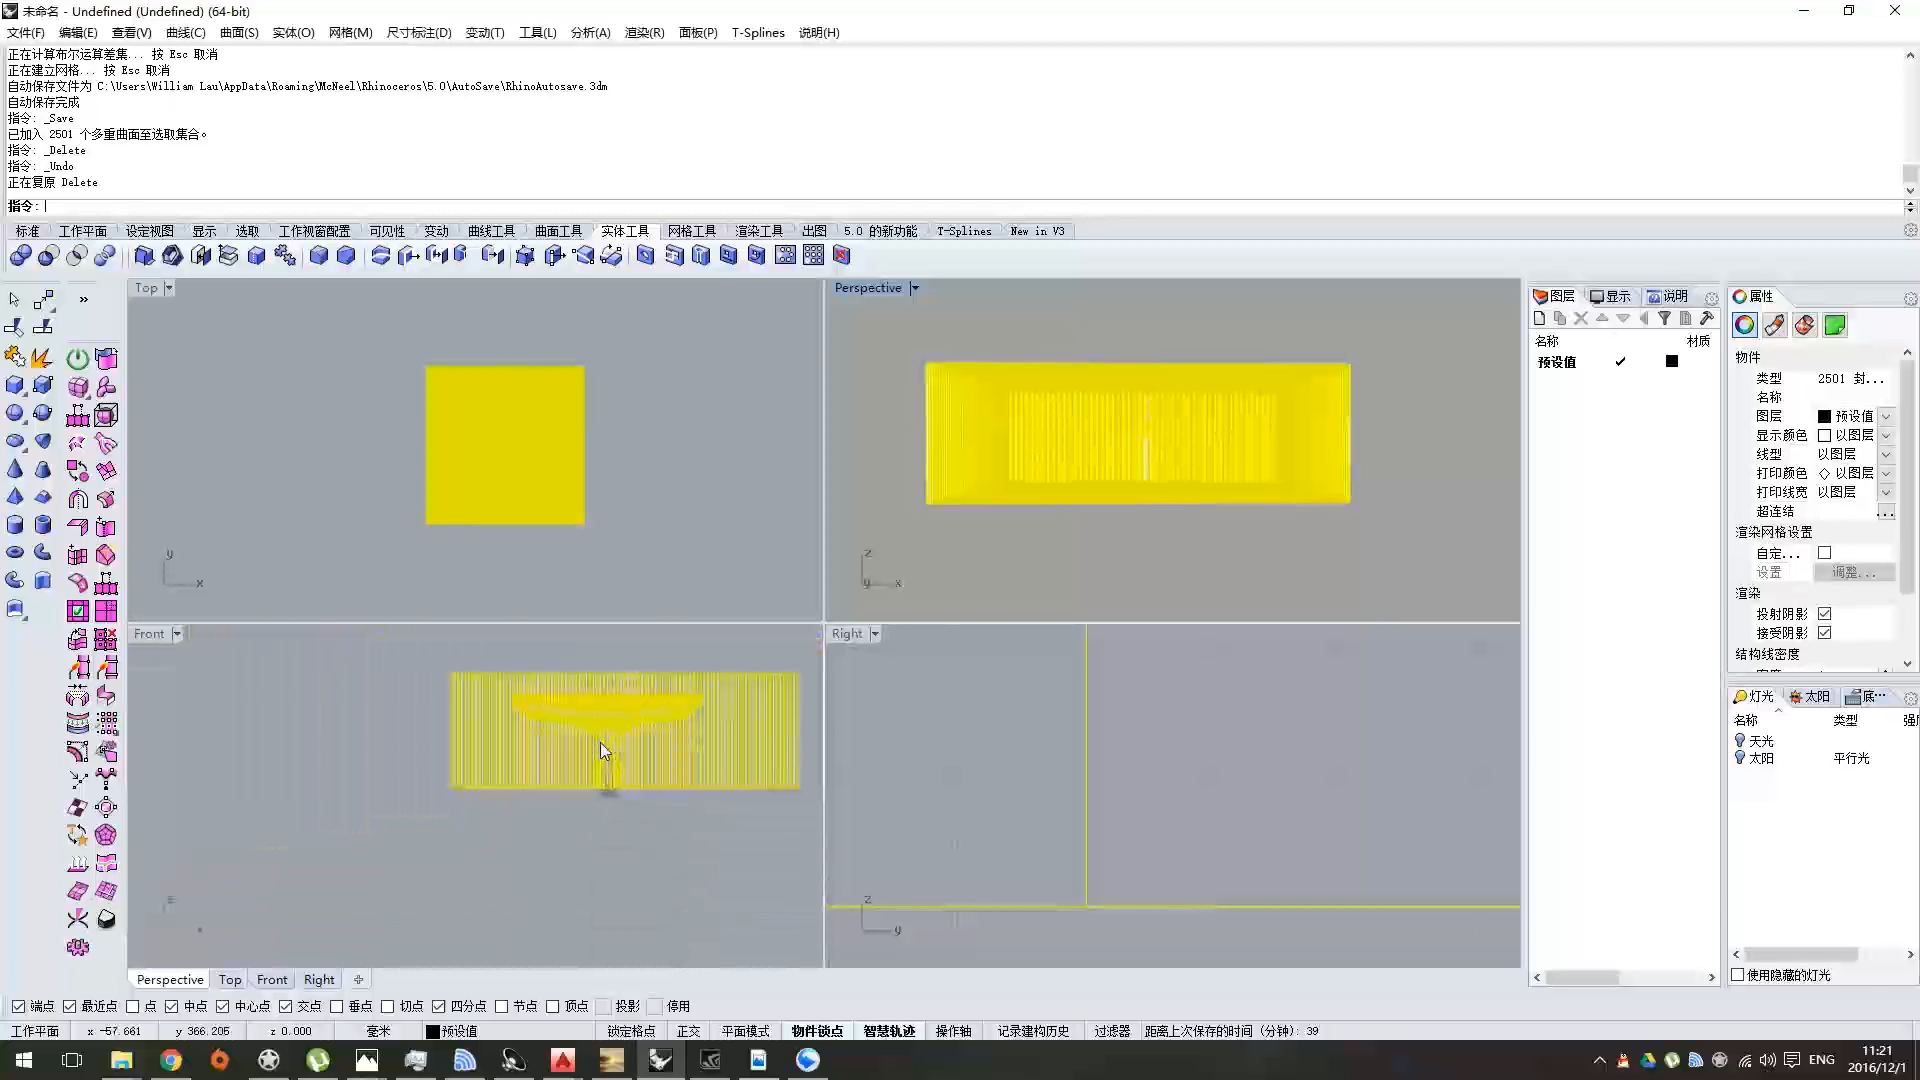 未命名 - Undefined (Undefined) (64-bit)
文件(F) 编辑(E) 查看(V) 曲线(C) 曲面(S) 实体(O) 网格(M) 尺寸标注(D) 变动(T) 工具(L) 分析(A) 渲染(R) 面板(P) T-Splines 说明(H)
正在计算布尔运算差集... 按 Esc 取消
正在建立网格... 按 Esc 取消
自动保存文件为 C:\Users\William Lau\AppData\Roaming\McNeel\Rhinoceros\5.0\AutoSave\RhinoAutosave.3dm
自动保存完成
指令: _Save
已加入 2501 个多重曲面至选取集合。
指令: _Delete
指令: _Undo
正在复原 Delete
指令:
标准 工作平面 设定视图 显示 选取 工作视窗配置 可见性 变动 曲线工具 曲面工具 实体工具 网格工具 渲染工具 出图 5.0 的新功能 T-Splines New in V3
Top
Perspective
y
x
z
y
x
Front
Right
z
y
图层 显示 说明
名称 材质
预设值
属性
物件
类型 2501 封...
名称
图层 预设值
显示颜色 以图层
线型 以图层
打印颜色 以图层
打印线宽 以图层
超连结 ...
渲染网格设置
自定...
设置 调整...
渲染
投射阴影
接受阴影
结构线密度
灯光 太阳 底...
名称 类型 强
天光
太阳 平行光
使用隐藏的灯光
Perspective Top Front Right
端点 最近点 点 中点 中心点 交点 垂点 切点 四分点 节点 顶点 投影 停用
工作平面 x -57.661 y 366.205 z 0.000 毫米 预设值 锁定格点 正交 平面模式 物件锁点 智慧轨迹 操作轴 记录建构历史 过滤器 距离上次保存的时间 (分钟): 39
ENG
11:21
2016/12/1